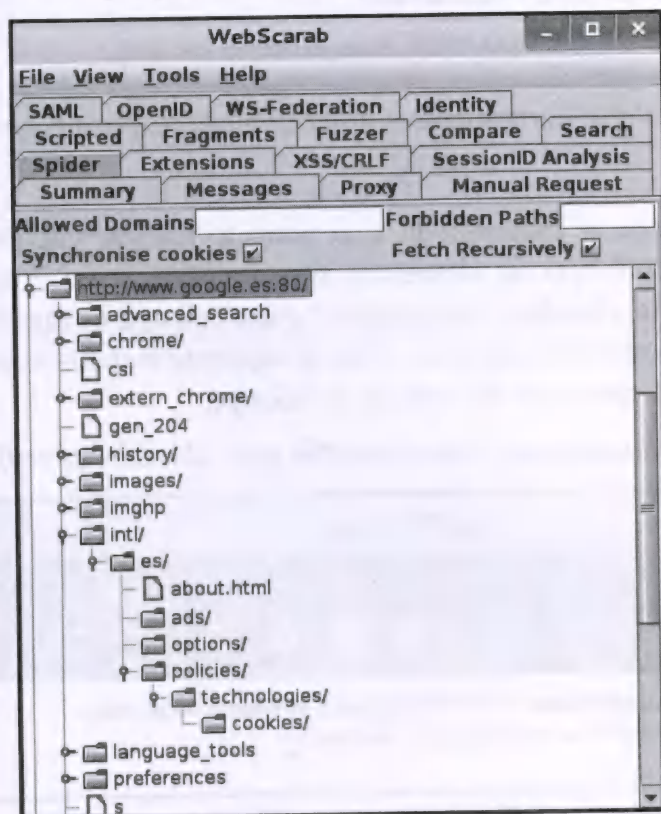 WebScarab
File View Tools Help
SAML OpenID WS-Federation Identity
Scripted Fragments Fuzzer Compare Search
Spider Extensions XSS/CRLF SessionID Analysis
Summary Messages Proxy Manual Request
Allowed Domains Forbidden Paths
Synchronise cookies Fetch Recursively
http://www.google.es:80/
advanced_search
chrome/
csi
extern_chrome/
gen_204
history/
images/
imghp
intl/
es/
about.html
ads/
options/
policies/
technologies/
cookies/
language_tools
preferences
s